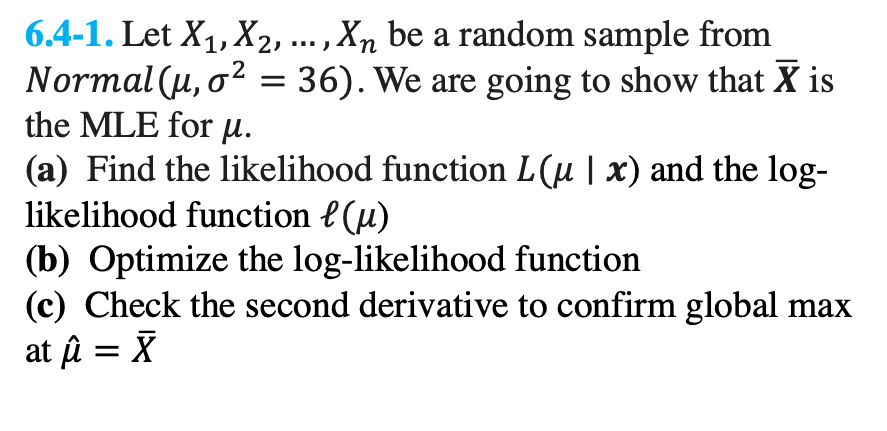 6.4-1. Let X₁, X₂, ... , Xₙ be a random sample from
Normal(μ, σ² = 36). We are going to show that X̅ is
the MLE for μ.
(a) Find the likelihood function L(μ | x) and the log-
likelihood function ℓ(μ)
(b) Optimize the log-likelihood function
(c) Check the second derivative to confirm global max
at μ̂ = X̄